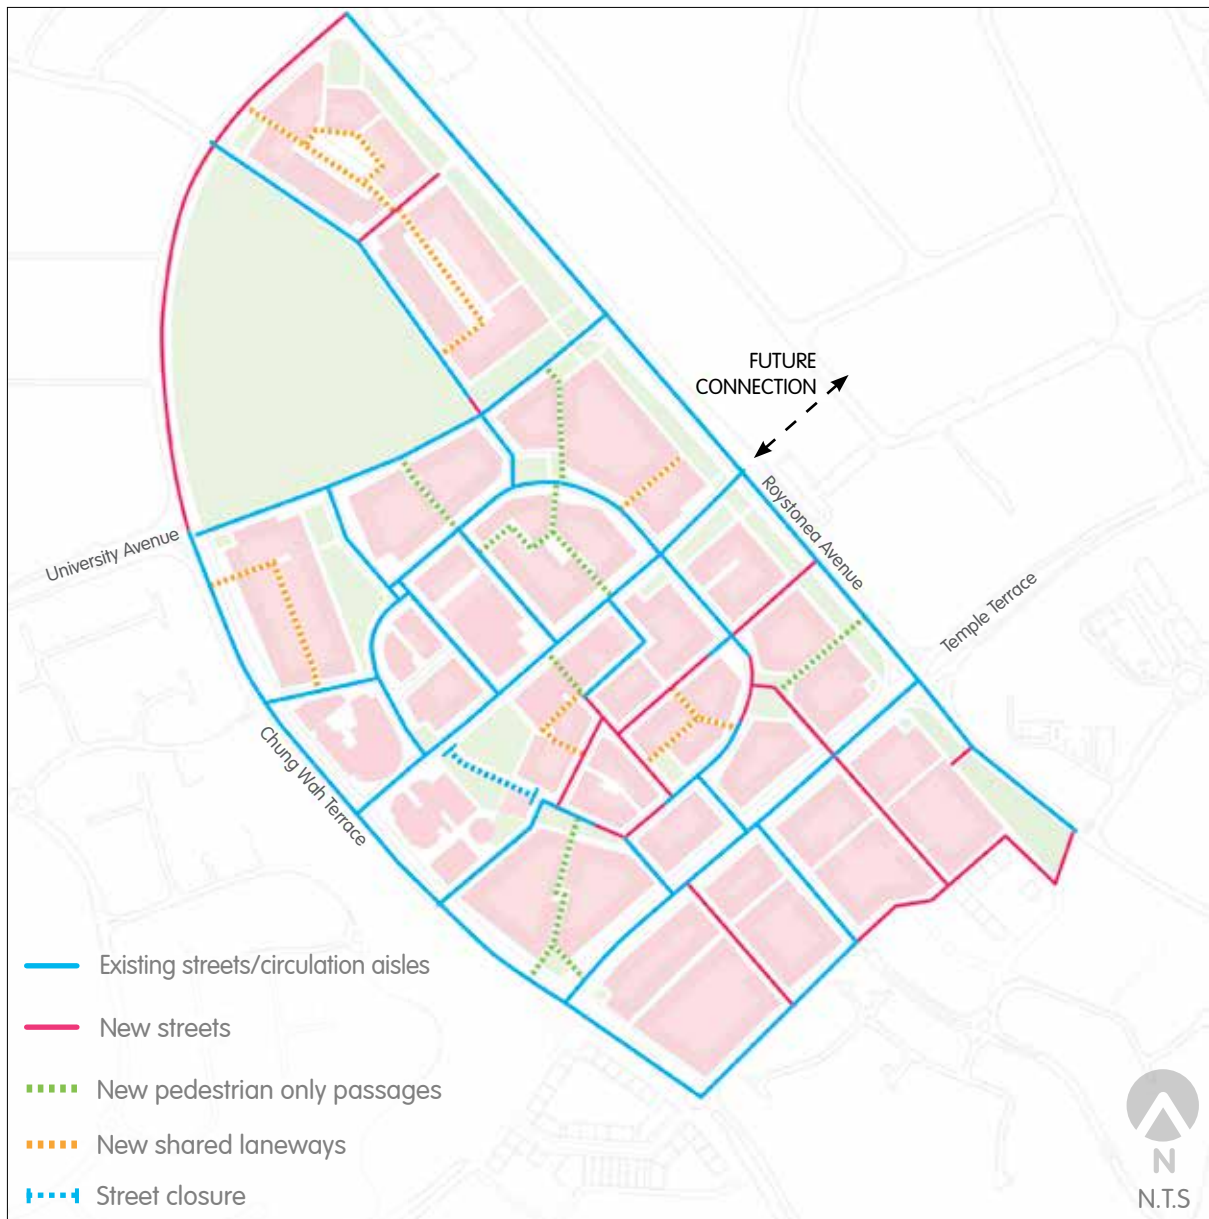 FUTURE
CONNECTION
Roystonea Avenue
University Avenue
Temple Terrace
Chung Wah Terrace
Existing streets/circulation aisles
New streets
New pedestrian only passages
New shared laneways
Street closure
N
N.T.S